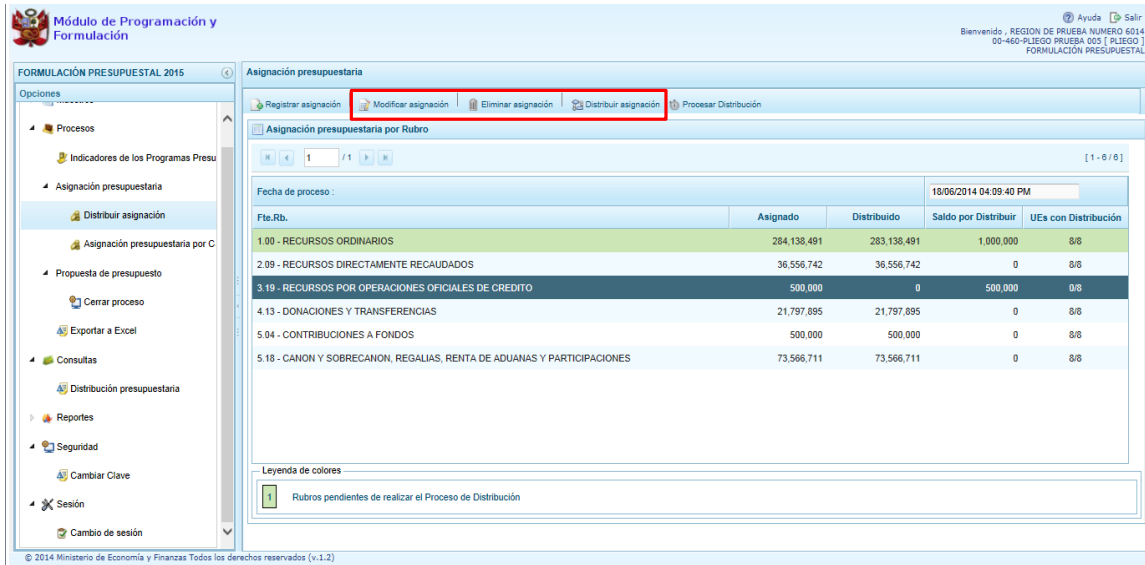 Módulo de Programación y
Formulación
Ayuda Salir
Bienvenido , REGION DE PRUEBA NUMERO 6014
00-460-PLIEGO PRUEBA 005 [ PLIEGO ]
FORMULACIÓN PRESUPUESTAL
FORMULACIÓN PRESUPUESTAL 2015
Opciones
Procesos
Indicadores de los Programas Presu
Asignación presupuestaria
Distribuir asignación
Asignación presupuestaria por C
Propuesta de presupuesto
Cerrar proceso
Exportar a Excel
Consultas
Distribución presupuestaria
Reportes
Seguridad
Cambiar Clave
Sesión
Cambio de sesión
Asignación presupuestaria
Registrar asignación Modificar asignación Eliminar asignación Distribuir asignación Procesar Distribución
Asignación presupuestaria por Rubro
1 / 1 [ 1 - 6 / 6 ]
Fecha de proceso : 18/06/2014 04:09:40 PM
Fte.Rb. Asignado Distribuido Saldo por Distribuir UEs con Distribución
1.00 - RECURSOS ORDINARIOS 284,138,491 283,138,491 1,000,000 8/8
2.09 - RECURSOS DIRECTAMENTE RECAUDADOS 36,556,742 36,556,742 0 8/8
3.19 - RECURSOS POR OPERACIONES OFICIALES DE CREDITO 500,000 0 500,000 0/8
4.13 - DONACIONES Y TRANSFERENCIAS 21,797,895 21,797,895 0 8/8
5.04 - CONTRIBUCIONES A FONDOS 500,000 500,000 0 8/8
5.18 - CANON Y SOBRECANON, REGALIAS, RENTA DE ADUANAS Y PARTICIPACIONES 73,566,711 73,566,711 0 8/8
Leyenda de colores
1 Rubros pendientes de realizar el Proceso de Distribución
© 2014 Ministerio de Economía y Finanzas Todos los derechos reservados (v.1.2)